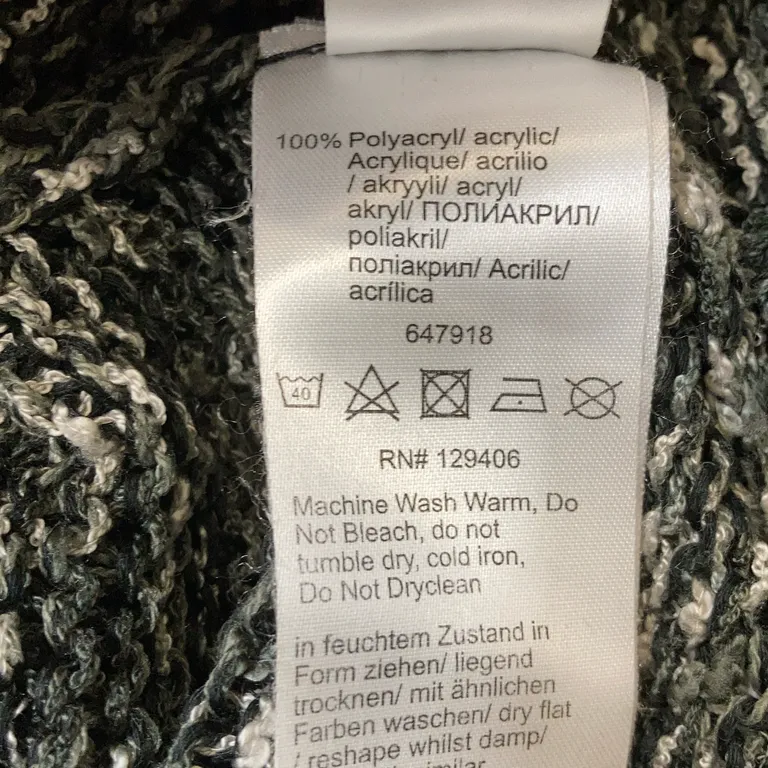 100% Polyacryl/ acrylic/
Acrylique/ acrilio
/ akryyli/ acryl/
akryl/ ПОЛИАКРИЛ/
poliakril/
поліакрил/ Acrilic/
acrílica
647918
40
RN# 129406
Machine Wash Warm, Do
Not Bleach, do not
tumble dry, cold iron,
Do Not Dryclean
in feuchtem Zustand in
Form ziehen/ liegend
trocknen/ mit ähnlichen
Farben waschen/ dry flat
/ reshape whilst damp/
similar